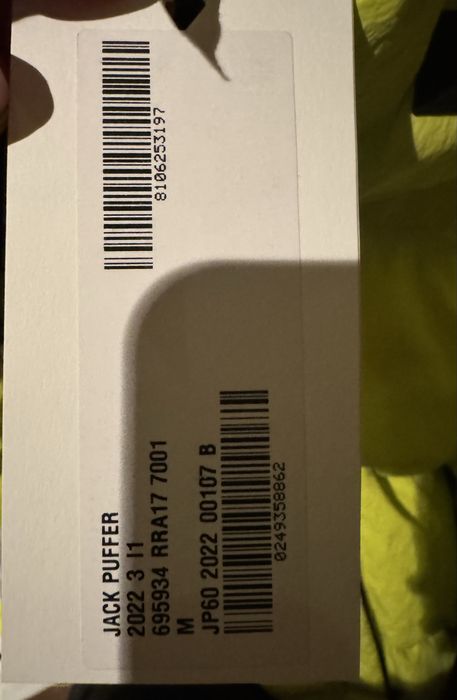 JACK PUFFER
2022 3 I1
695934 RRA17 7001
M
JP60 2022 00107 B
0249358862
8106253197